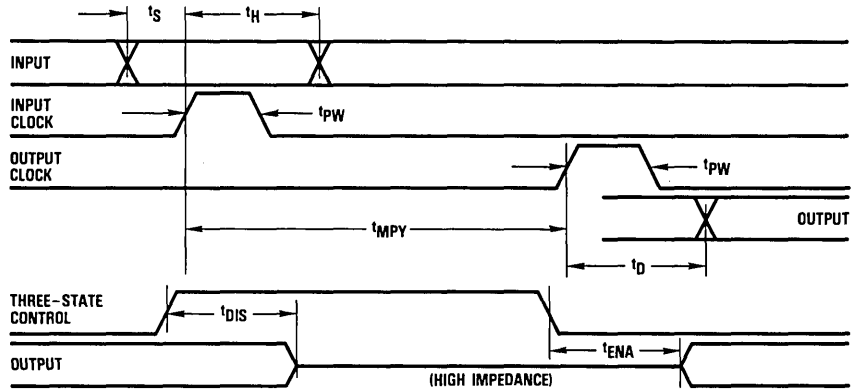 tS tH
INPUT
INPUT
CLOCK
tPW
OUTPUT
CLOCK
tPW
OUTPUT
tMPY
tD
THREE-STATE
CONTROL
tDIS
tENA
OUTPUT
(HIGH IMPEDANCE)